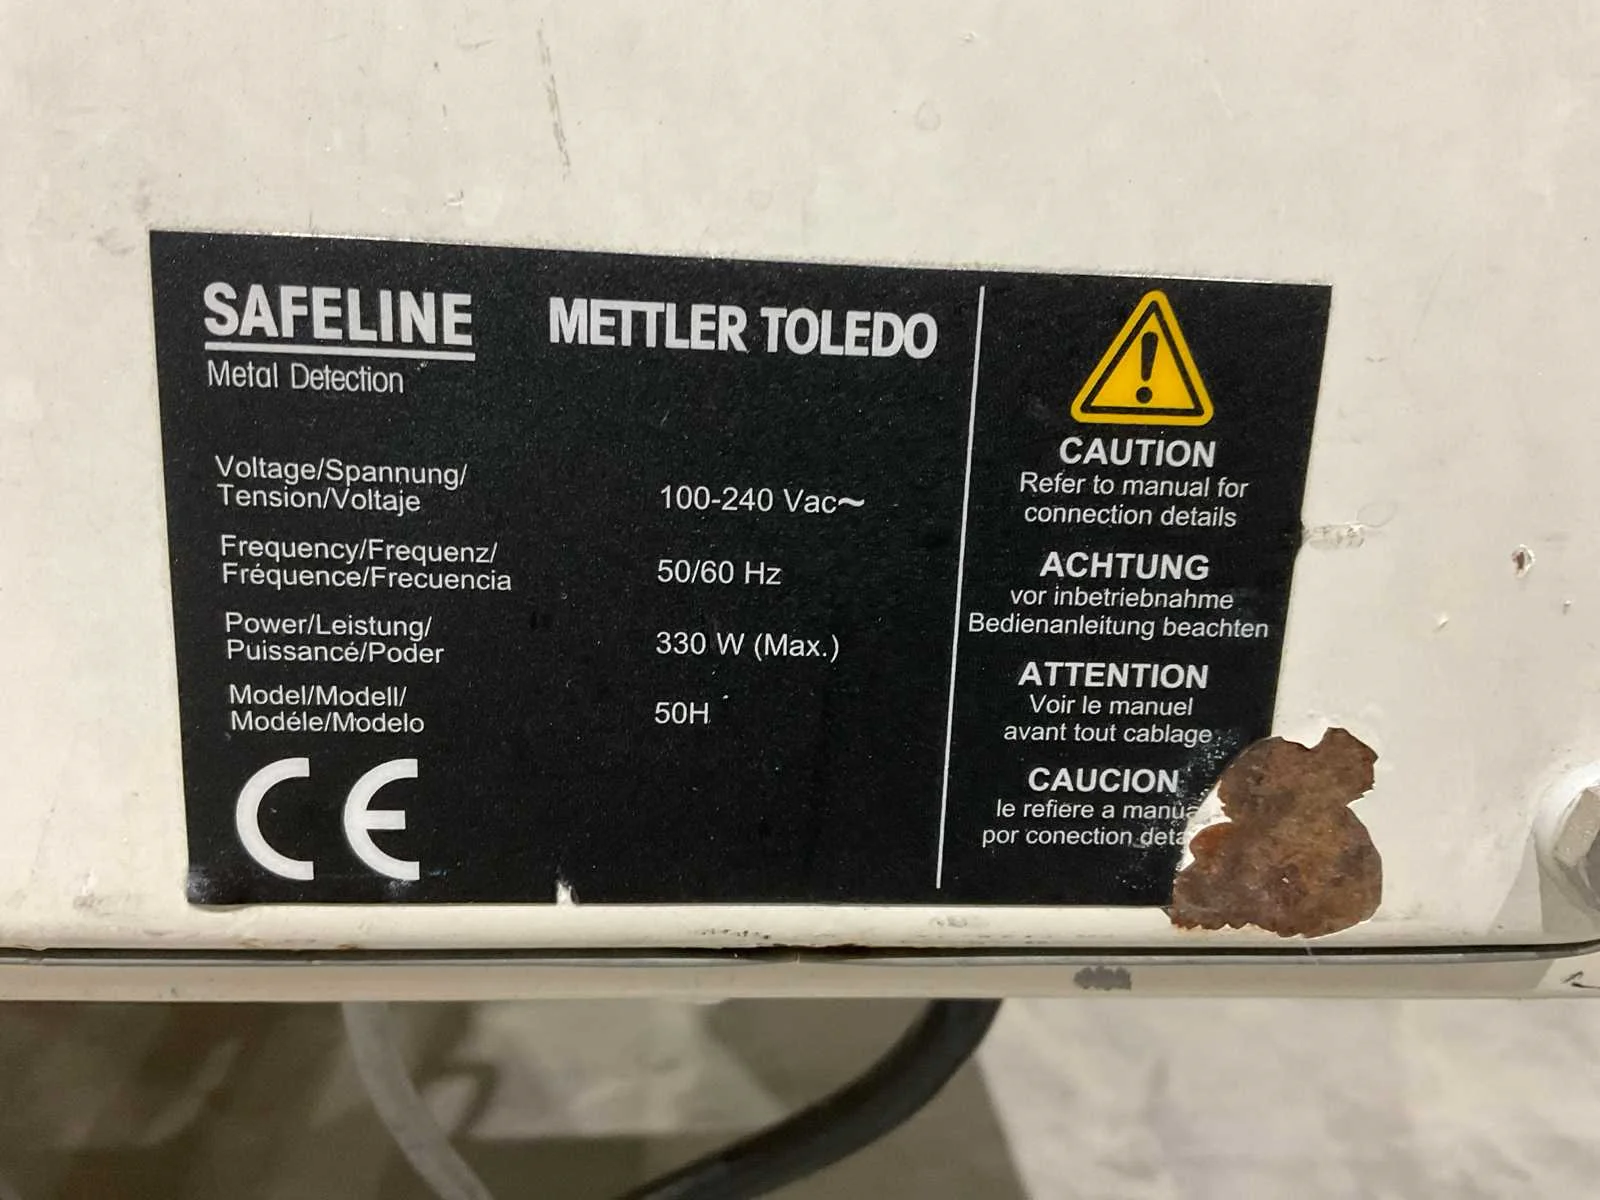 SAFELINE
Metal Detection
METTLER TOLEDO
Voltage/Spannung/
Tension/Voltaje
100-240 Vac~
Frequency/Frequenz/
Fréquence/Frecuencia
50/60 Hz
Power/Leistung/
Puissancé/Poder
330 W (Max.)
Model/Modell/
Modéle/Modelo
50H
CE
CAUTION
Refer to manual for
connection details
ACHTUNG
vor inbetriebnahme
Bedienanleitung beachten
ATTENTION
Voir le manuel
avant tout cablage
CAUCION
le refiere a manua
por conection deta